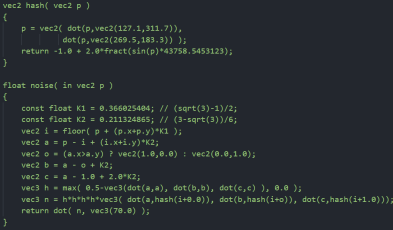 vec2 hash( vec2 p )
{
p = vec2( dot(p,vec2(127.1,311.7)),
dot(p,vec2(269.5,183.3)) );
return -1.0 + 2.0*fract(sin(p)*43758.5453123);
}
float noise( in vec2 p )
{
const float K1 = 0.366025404; // (sqrt(3)-1)/2;
const float K2 = 0.211324865; // (3-sqrt(3))/6;
vec2 i = floor( p + (p.x+p.y)*K1 );
vec2 a = p - i + (i.x+i.y)*K2;
vec2 o = (a.x>a.y) ? vec2(1.0,0.0) : vec2(0.0,1.0);
vec2 b = a - o + K2;
vec2 c = a - 1.0 + 2.0*K2;
vec3 h = max( 0.5-vec3(dot(a,a), dot(b,b), dot(c,c) ), 0.0 );
vec3 n = h*h*h*h*vec3( dot(a,hash(i+0.0)), dot(b,hash(i+o)), dot(c,hash(i+1.0)));
return dot( n, vec3(70.0) );
}